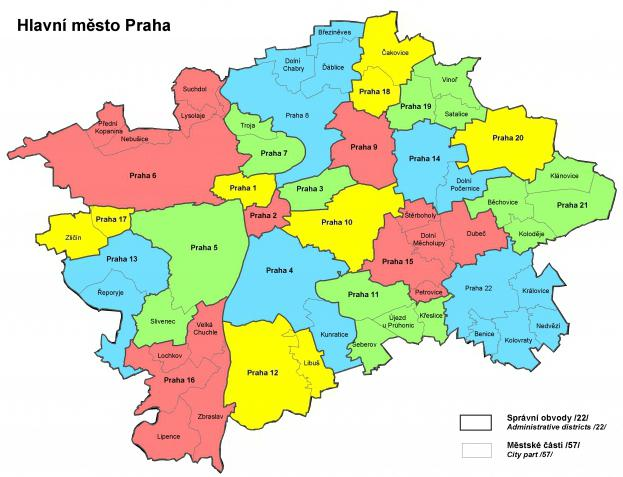 Hlavní město Praha
Březiněves
Čakovice
Dolní
Chabry
Ďáblice
Vinoř
Suchdol
Praha 18
Praha 19
Satalice
Lysolaje
Praha 8
Přední
Kopanina
Nebušice
Troja
Praha 20
Praha 7
Praha 9
Praha 14
Praha 6
Klánovice
Praha 1
Praha 3
Dolní
Počernice
Běchovice
Praha 21
Praha 17
Praha 2
Štěrboholy
Praha 10
Zličín
Dolní
Měcholupy
Dubeč
Koloděje
Praha 5
Praha 13
Praha 4
Praha 15
Řeporyje
Praha 11
Petrovice
Praha 22
Královice
Slivenec
Velká
Chuchle
Kunratice
Újezd
u Průhonic
Křeslice
Benice
Nedvězí
Kolovraty
Šeberov
Lochkov
Libuš
Praha 12
Praha 16
Zbraslav
Lipence
Správní obvody /22/
Administrative districts /22/
Městské části /57/
City part /57/